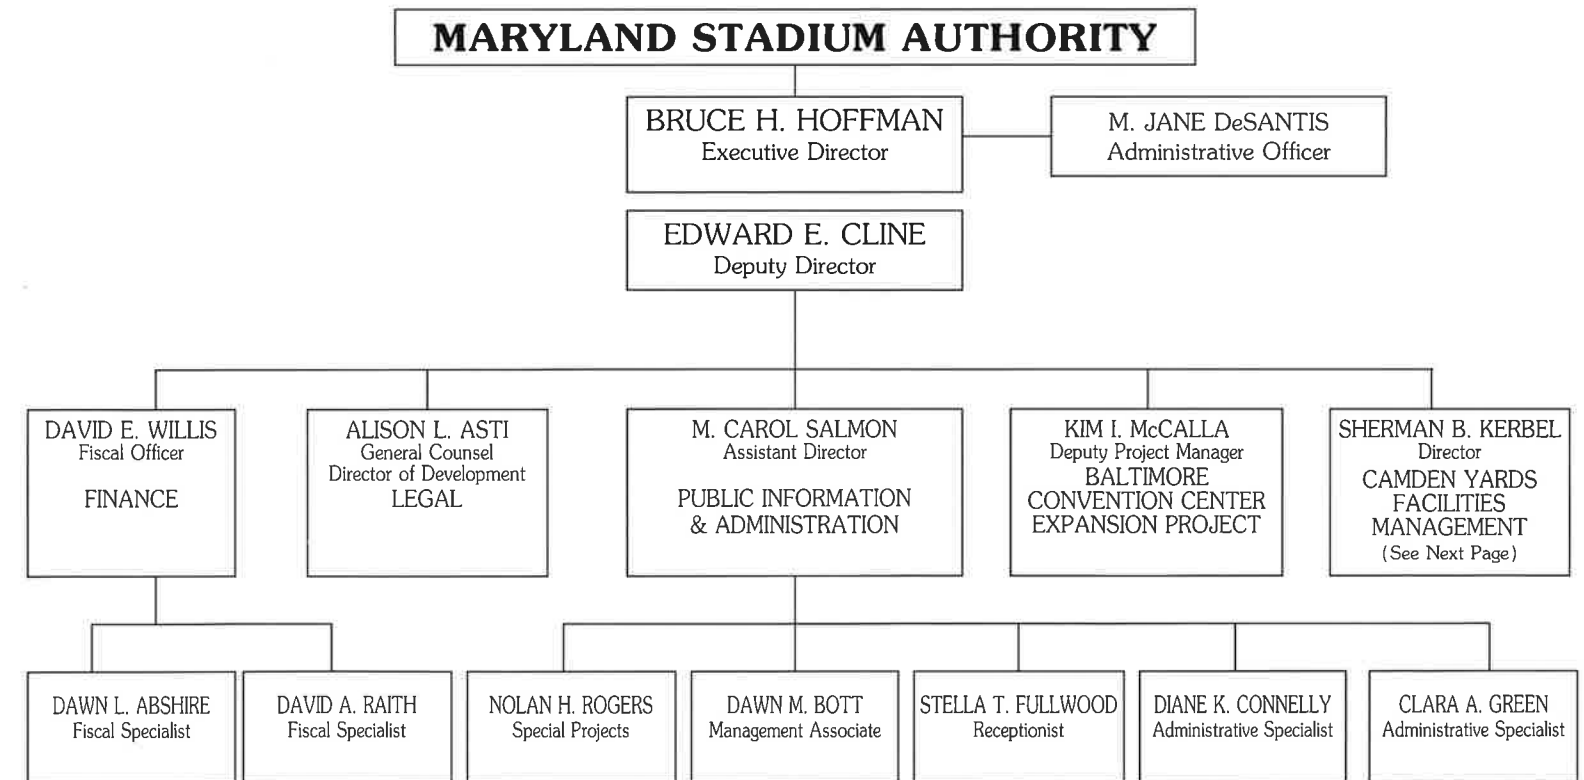 MARYLAND STADIUM AUTHORITY
BRUCE H. HOFFMAN
Executive Director
M. JANE DeSANTIS
Administrative Officer
EDWARD E. CLINE
Deputy Director
DAVID E. WILLIS
Fiscal Officer
FINANCE
ALISON L. ASTI
General Counsel
Director of Development
LEGAL
M. CAROL SALMON
Assistant Director
PUBLIC INFORMATION
& ADMINISTRATION
KIM I. McCALLA
Deputy Project Manager
BALTIMORE
CONVENTION CENTER
EXPANSION PROJECT
SHERMAN B. KERBEL
Director
CAMDEN YARDS
FACILITIES
MANAGEMENT
(See Next Page)
DAWN L. ABSHIRE
Fiscal Specialist
DAVID A. RAITH
Fiscal Specialist
NOLAN H. ROGERS
Special Projects
DAWN M. BOTT
Management Associate
STELLA T. FULLWOOD
Receptionist
DIANE K. CONNELLY
Administrative Specialist
CLARA A. GREEN
Administrative Specialist